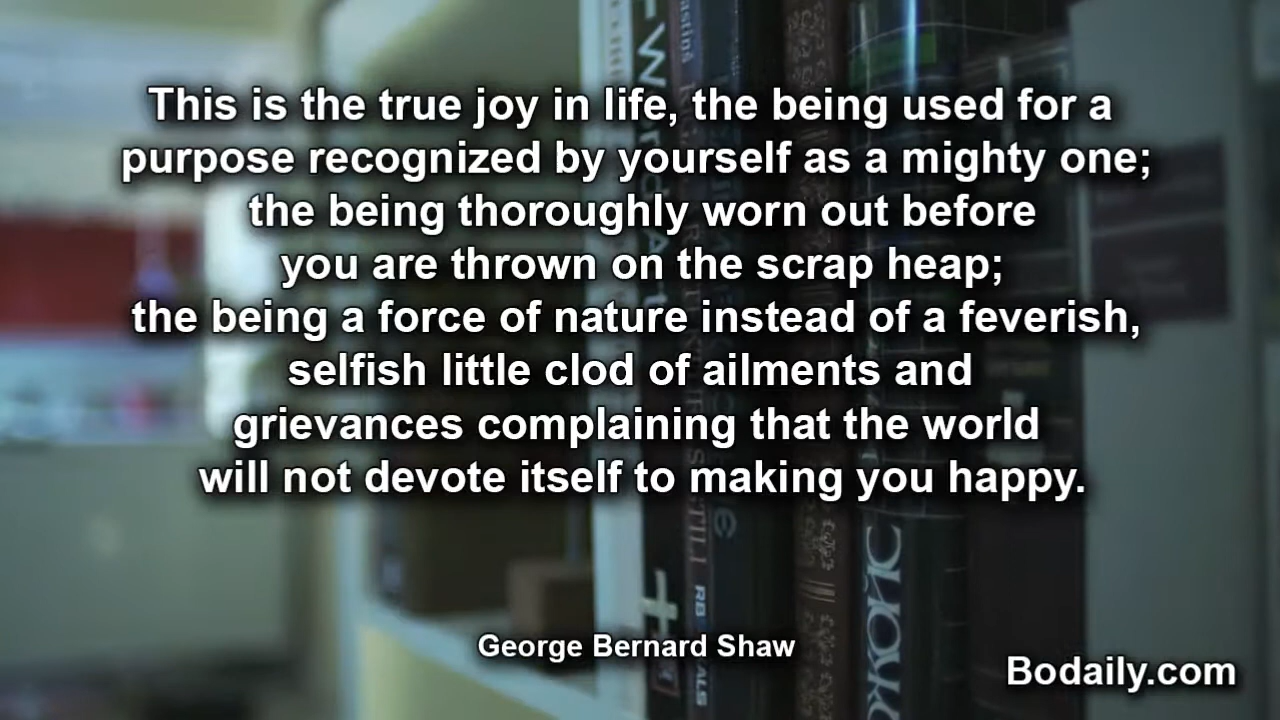 This is the true joy in life, the being used for a
purpose recognized by yourself as a mighty one;
the being thoroughly worn out before
you are thrown on the scrap heap;
the being a force of nature instead of a feverish,
selfish little clod of ailments and
grievances complaining that the world
will not devote itself to making you happy.
George Bernard Shaw
Bodaily.com